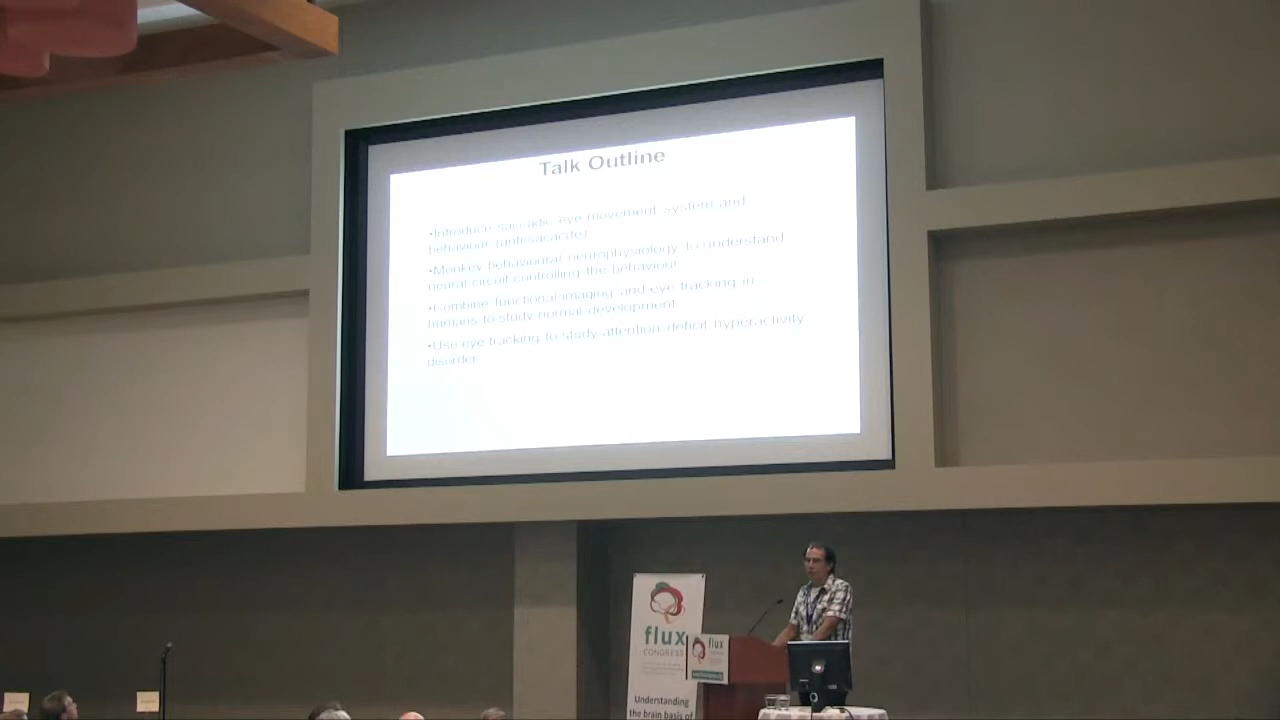 Talk Outline
•Introduce saccadic eye movement system and
behaviour (antisaccade)
•Monkey behavioural neurophysiology to understand
neural circuit controlling the behaviour
•Combine functional imaging and eye tracking in
humans to study normal development
•Use eye tracking to study attention deficit hyperactivity
disorder
flux
CONGRESS
flux
Understanding
the brain basis of